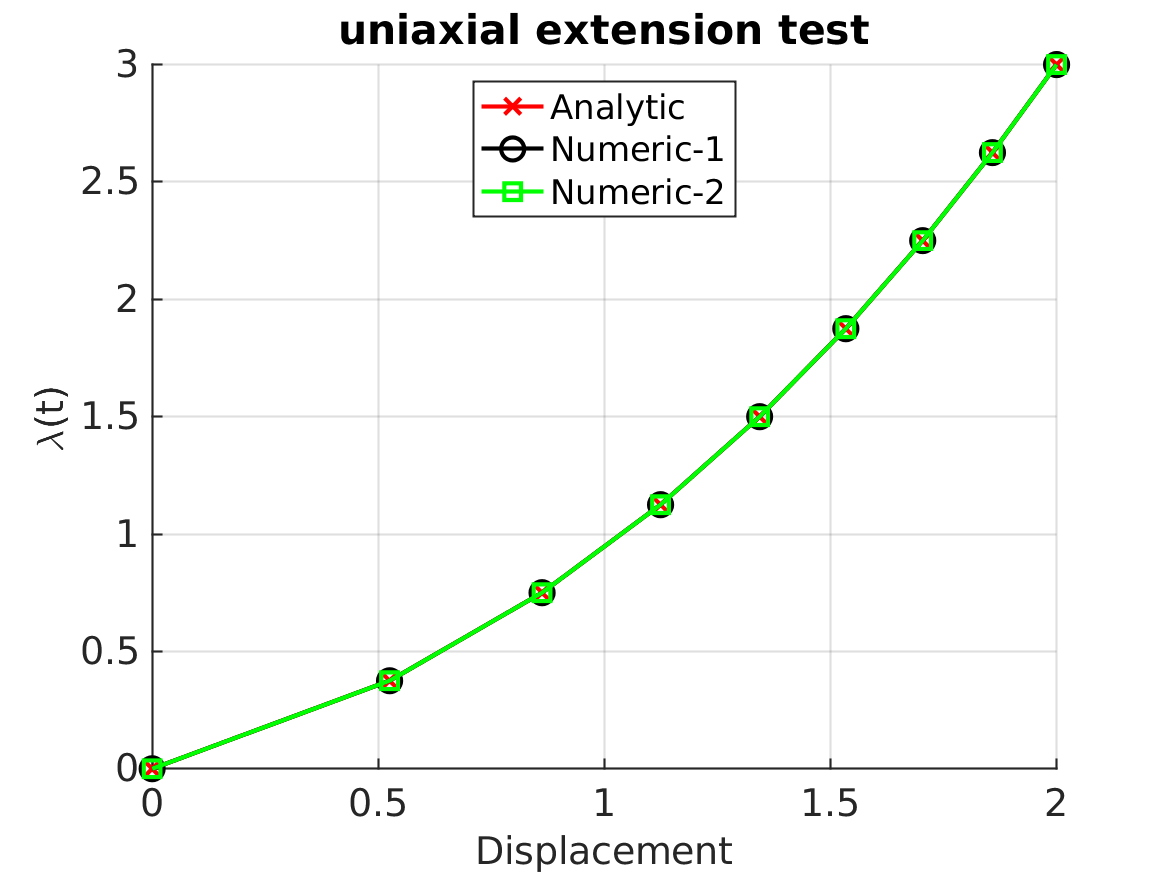 uniaxial extension test
3
2.5
2
1.5
1
0.5
0
λ(t)
Analytic
Numeric-1
Numeric-2
0 0.5 1 1.5 2
Displacement